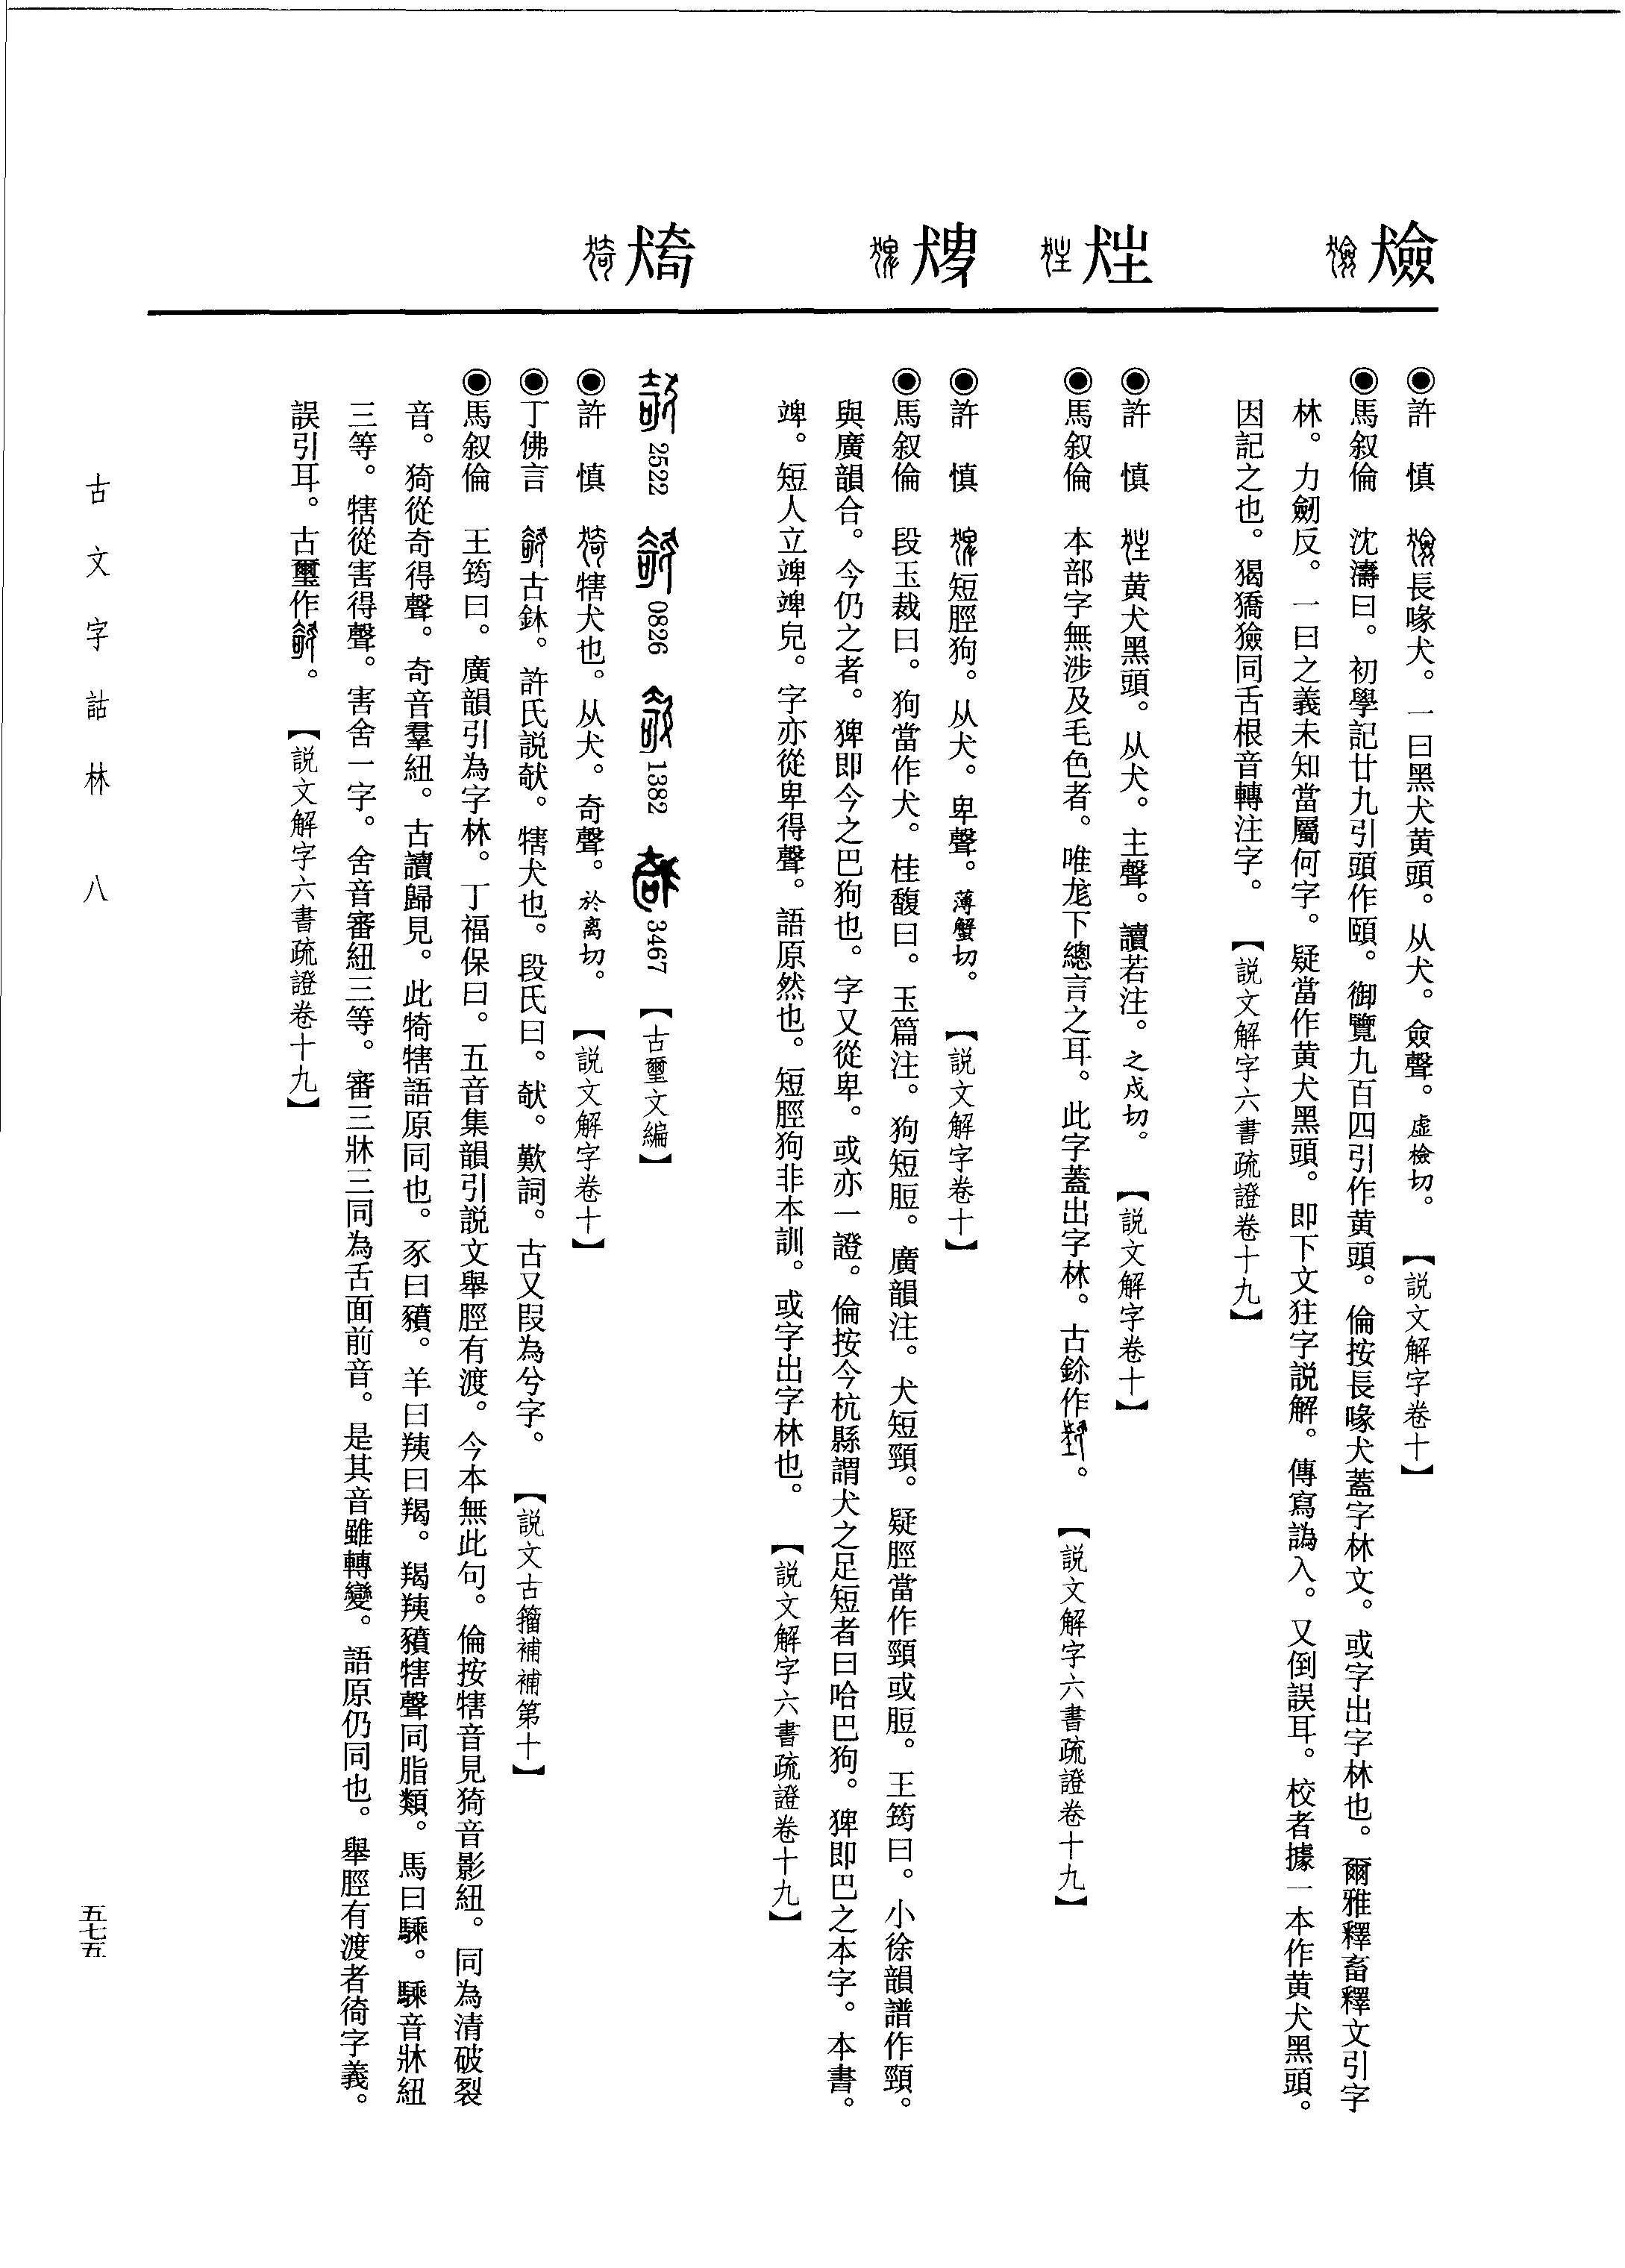 獫
◉許　慎　長喙犬。一曰黑犬黄頭。从犬。僉聲。虛檢切。　【説文解字卷十】
◉馬叙倫　沈濤曰。初學記廿九引頭作頤。御覽九百四引作黄頭。倫按長喙犬蓋字林文。或字出字林也。爾雅釋畜釋文引字
林。力劒反。一曰之義未知當屬何字。疑當作黄犬黑頭。即下文狂字説解。傳寫譌入。又倒誤耳。校者據一本作黄犬黑頭。
因記之也。猲獢獫同舌根音轉注字。　【説文解字六書疏證卷十九】
◉許　慎　黄犬黑頭。从犬。主聲。讀若注。之戍切。　【説文解字卷十】
◉馬叙倫　本部字無涉及毛色者。唯尨下總言之耳。此字蓋出字林。古鉩作。　【説文解字六書疏證卷十九】
猈
◉許　慎　短脛狗。从犬。卑聲。薄蟹切。　【説文解字卷十】
◉馬叙倫　段玉裁曰。狗當作犬。桂馥曰。玉篇注。狗短脰。廣韻注。犬短頸。疑脛當作頸或脰。王筠曰。小徐韻譜作頸。
與廣韻合。今仍之者。猈即今之巴狗也。字又從卑。或亦一證。倫按今杭縣謂犬之足短者曰哈巴狗。猈即巴之本字。本書。
竫。短人立竫竫皃。字亦從卑得聲。語原然也。短脛狗非本訓。或字出字林也。　【説文解字六書疏證卷十九】
猗
2522　0826　1382　3467　【古璽文編】
◉許　慎　犗犬也。从犬。奇聲。於离切。　【説文解字卷十】
◉丁佛言　古鉥。許氏説猗。犗犬也。段氏曰。猗。歎詞。古又叚為兮字。　【説文古籀補補第十】
◉馬叙倫　王筠曰。廣韻引為字林。丁福保曰。五音集韻引説文舉脛有渡。今本無此句。倫按犗音見猗音影紐。同為清破裂
音。猗從奇得聲。奇音羣紐。古讀歸見。此犄犗語原同也。豕曰豶。羊曰羠曰羯。羯羠豶犗聲同脂類。馬曰騬。騬音牀紐
三等。犗從害得聲。害舍一字。舍音審紐三等。審三牀三同為舌面前音。是其音雖轉變。語原仍同也。舉脛有渡者徛字義。
誤引耳。古璽作。　【説文解字六書疏證卷十九】
古文字詁林　八
五七五